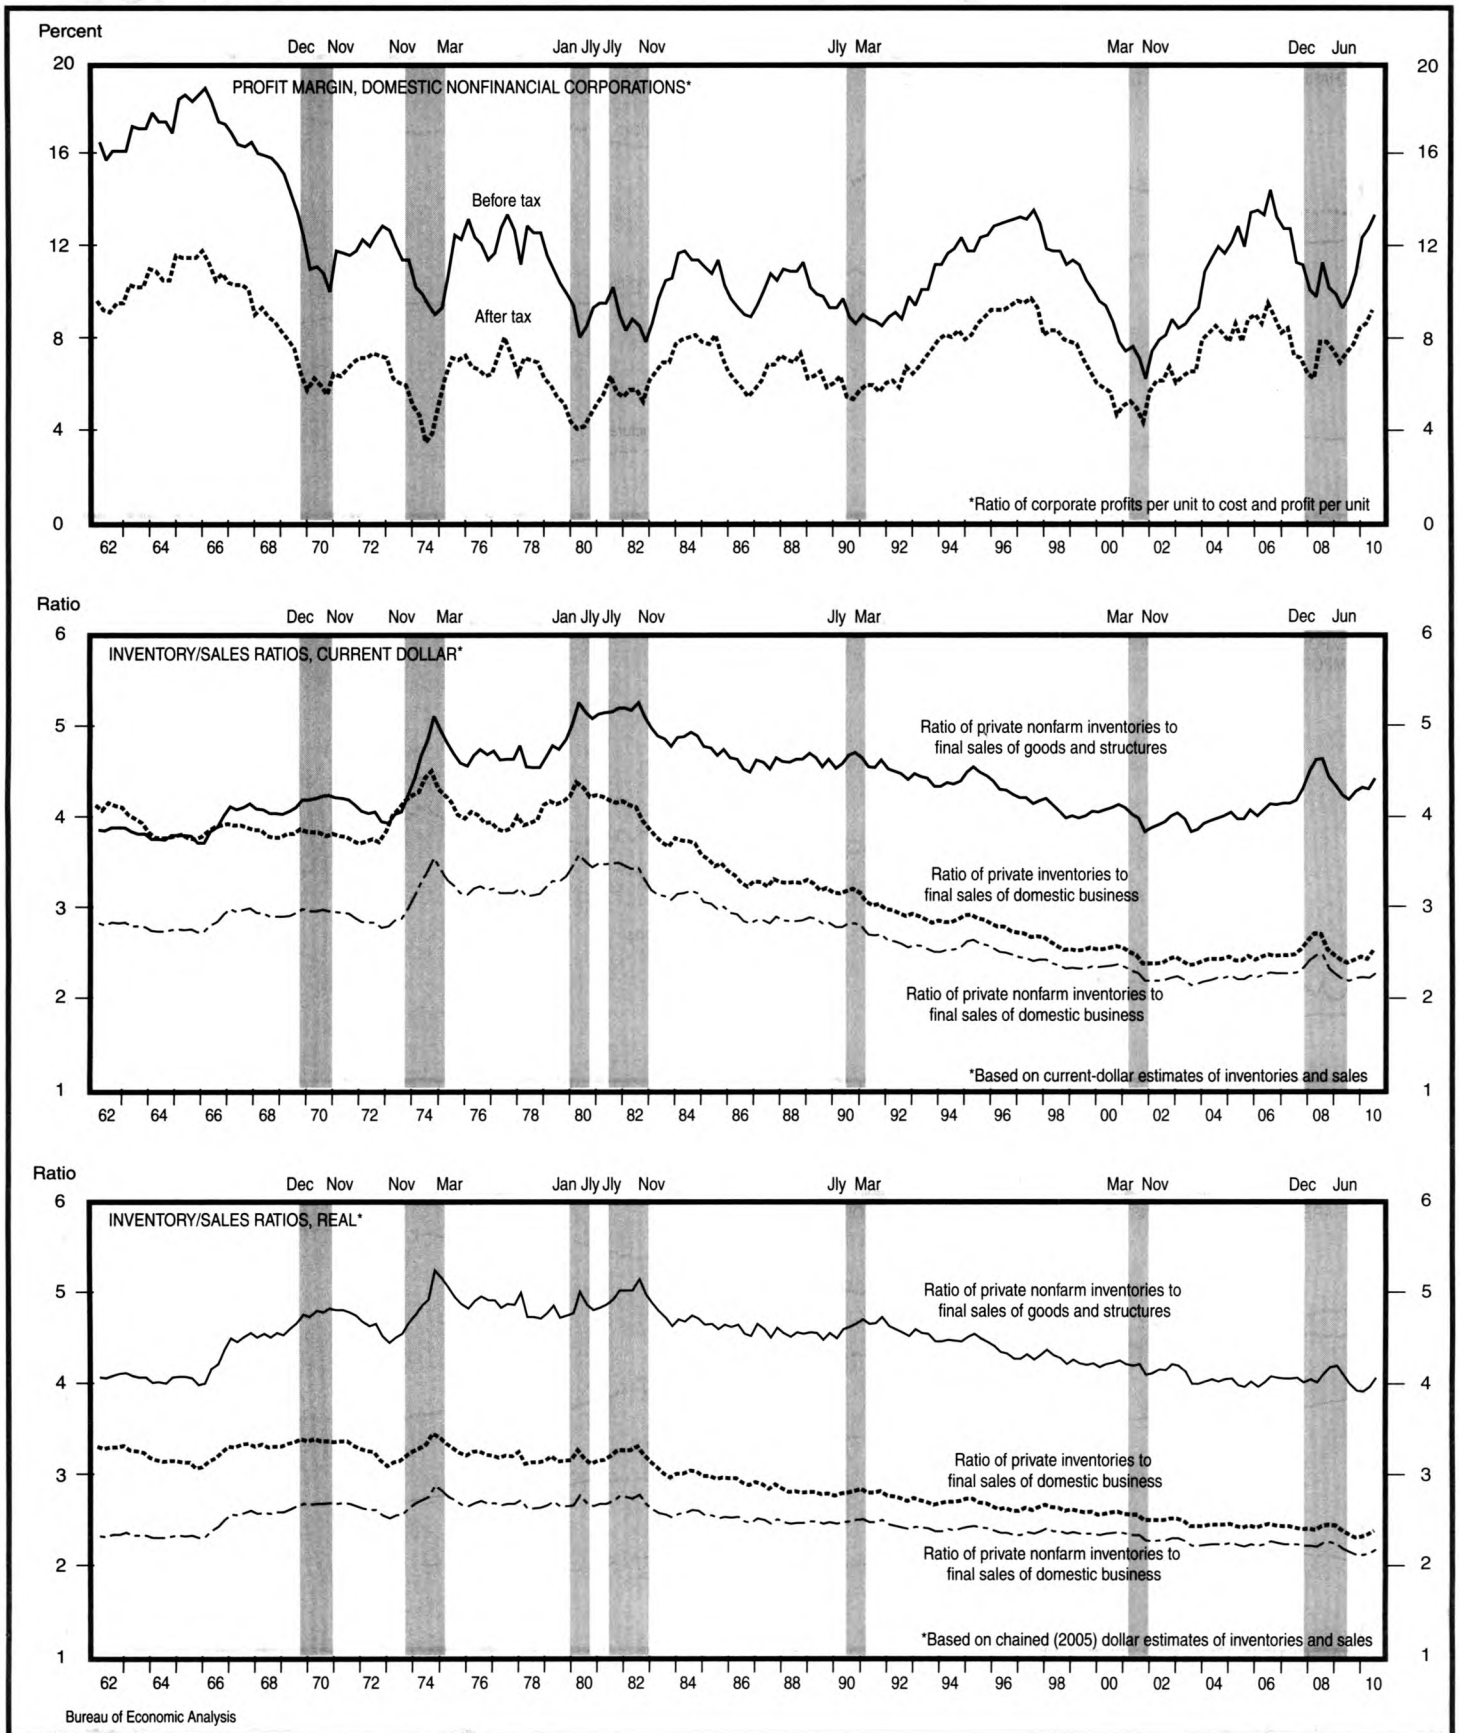 Percent
Dec Nov Nov Mar Jan Jly Jly Nov Jly Mar Mar Nov Dec Jun
20 20
PROFIT MARGIN, DOMESTIC NONFINANCIAL CORPORATIONS*
16 16
Before tax
12 12
After tax
8 8
4 4
*Ratio of corporate profits per unit to cost and profit per unit
0 0
62 64 66 68 70 72 74 76 78 80 82 84 86 88 90 92 94 96 98 00 02 04 06 08 10
Ratio
Dec Nov Nov Mar Jan Jly Jly Nov Jly Mar Mar Nov Dec Jun
6 6
INVENTORY/SALES RATIOS, CURRENT DOLLAR*
5 5
Ratio of private nonfarm inventories to
final sales of goods and structures
4 4
Ratio of private inventories to
final sales of domestic business
3 3
Ratio of private nonfarm inventories to
final sales of domestic business
2 2
*Based on current-dollar estimates of inventories and sales
1 1
62 64 66 68 70 72 74 76 78 80 82 84 86 88 90 92 94 96 98 00 02 04 06 08 10
Ratio
Dec Nov Nov Mar Jan Jly Jly Nov Jly Mar Mar Nov Dec Jun
6 6
INVENTORY/SALES RATIOS, REAL*
5 5
Ratio of private nonfarm inventories to
final sales of goods and structures
4 4
Ratio of private inventories to
final sales of domestic business
3 3
Ratio of private nonfarm inventories to
final sales of domestic business
2 2
*Based on chained (2005) dollar estimates of inventories and sales
1 1
62 64 66 68 70 72 74 76 78 80 82 84 86 88 90 92 94 96 98 00 02 04 06 08 10
Bureau of Economic Analysis